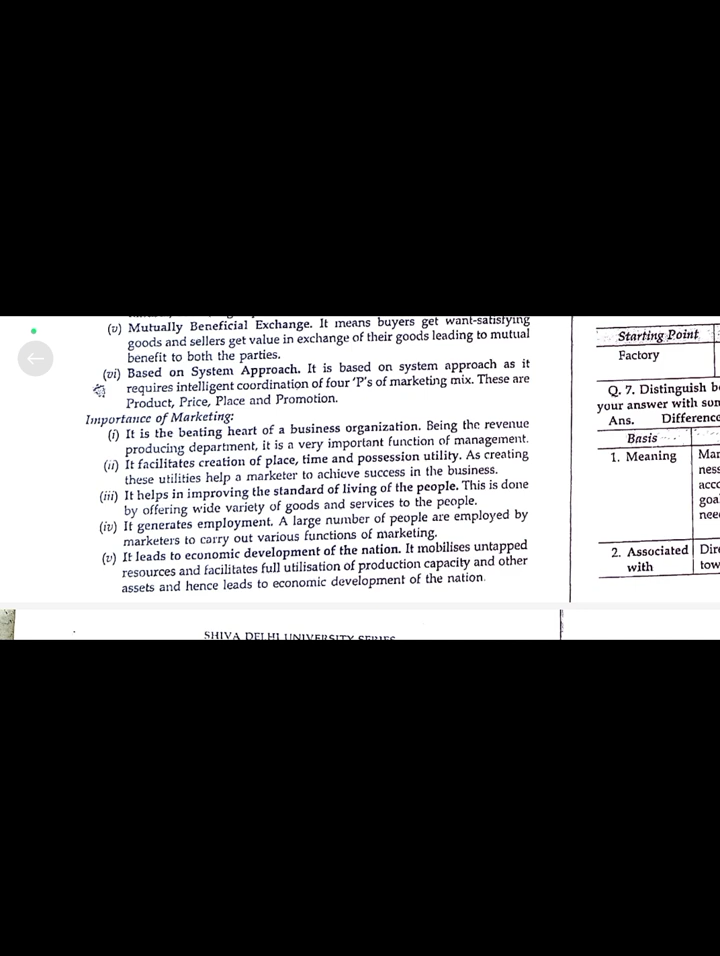 (v) Mutually Beneficial Exchange. It means buyers get want-satisfying
goods and sellers get value in exchange of their goods leading to mutual
benefit to both the parties.
(vi) Based on System Approach. It is based on system approach as it
requires intelligent coordination of four 'P's of marketing mix. These are
Product, Price, Place and Promotion.
Importance of Marketing:
(i) It is the beating heart of a business organization. Being the revenue
producing department, it is a very important function of management.
(ii) It facilitates creation of place, time and possession utility. As creating
these utilities help a marketer to achieve success in the business.
(iii) It helps in improving the standard of living of the people. This is done
by offering wide variety of goods and services to the people.
(iv) It generates employment. A large number of people are employed by
marketers to carry out various functions of marketing.
(v) It leads to economic development of the nation. It mobilises untapped
resources and facilitates full utilisation of production capacity and other
assets and hence leads to economic development of the nation.
SHIVA DELHI UNIVERSITY SERIES
Starting Point
Factory
Q. 7. Distinguish
your answer with
Ans. Difference
Basis
1. Meaning
2. Associated
with